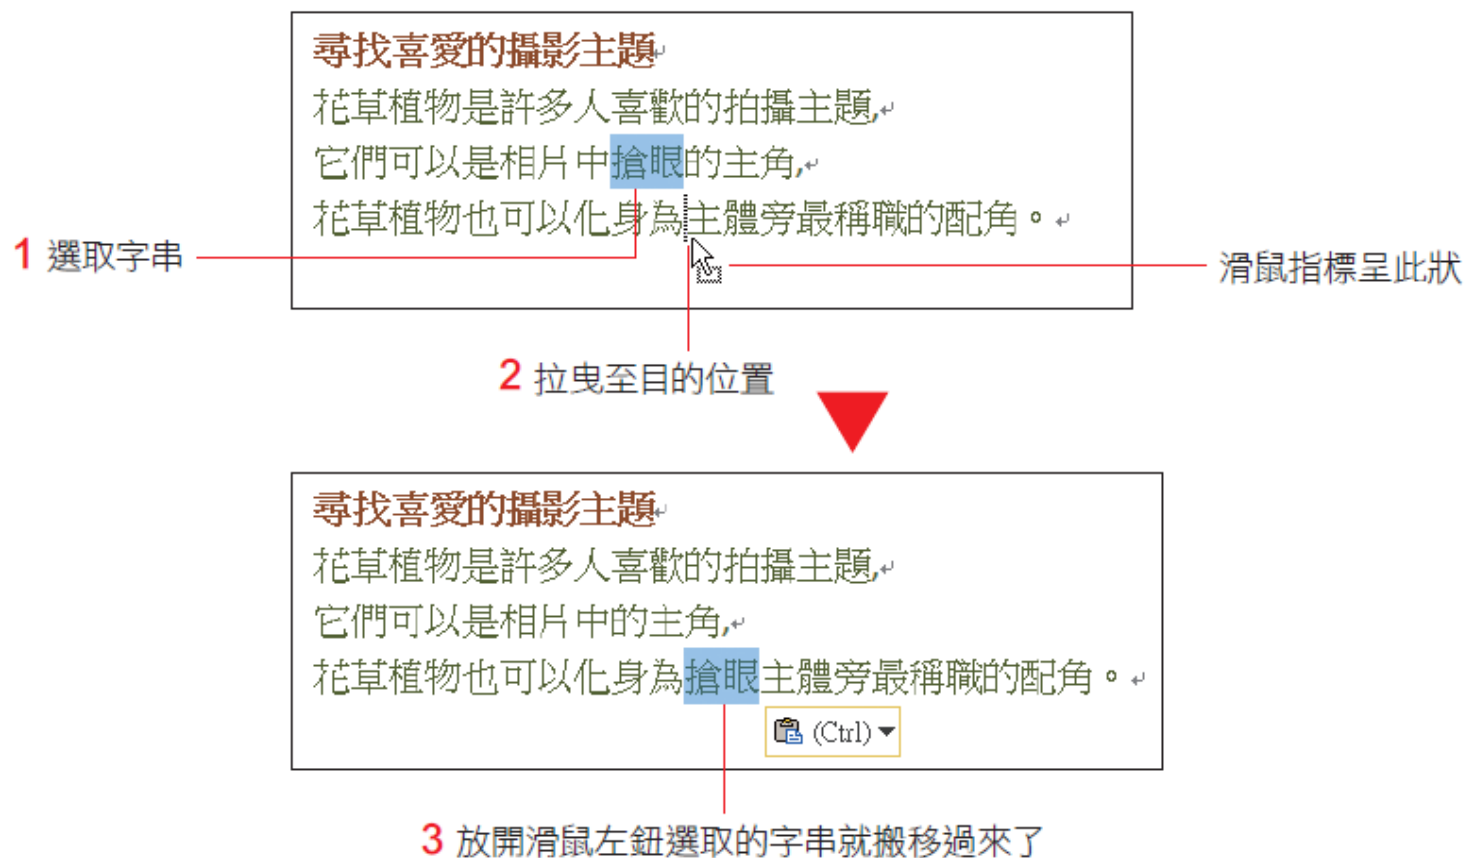 尋找喜愛的攝影主題
花草植物是許多人喜歡的拍攝主題,
它們可以是相片中搶眼的主角,
花草植物也可以化身為主體旁最稱職的配角。
1 選取字串
滑鼠指標呈此狀
2 拉曳至目的位置
尋找喜愛的攝影主題
花草植物是許多人喜歡的拍攝主題,
它們可以是相片中的主角,
花草植物也可以化身為搶眼主體旁最稱職的配角。
(Ctrl)
3 放開滑鼠左鈕選取的字串就搬移過來了